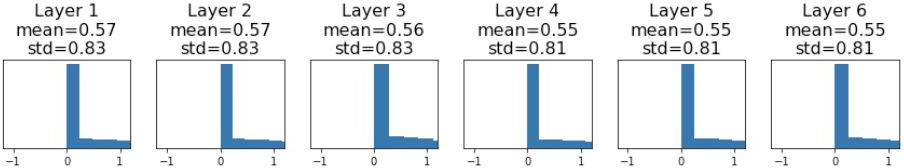 Layer 1
mean=0.57
std=0.83
−1 0 1
Layer 2
mean=0.57
std=0.83
−1 0 1
Layer 3
mean=0.56
std=0.83
−1 0 1
Layer 4
mean=0.55
std=0.81
−1 0 1
Layer 5
mean=0.55
std=0.81
−1 0 1
Layer 6
mean=0.55
std=0.81
−1 0 1